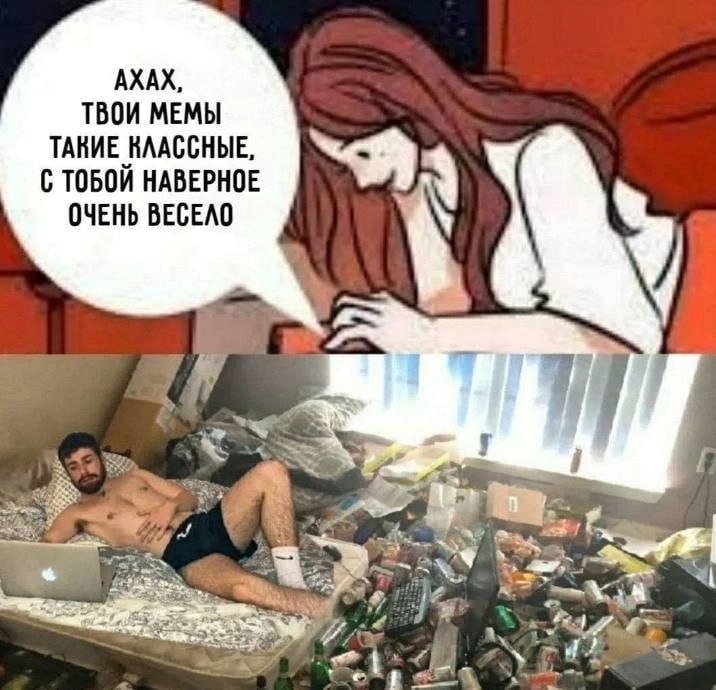 АХАХ,
ТВОИ МЕМЫ
ТАКИЕ КЛАССНЫЕ,
С ТОБОЙ НАВЕРНОЕ
ОЧЕНЬ ВЕСЕЛО